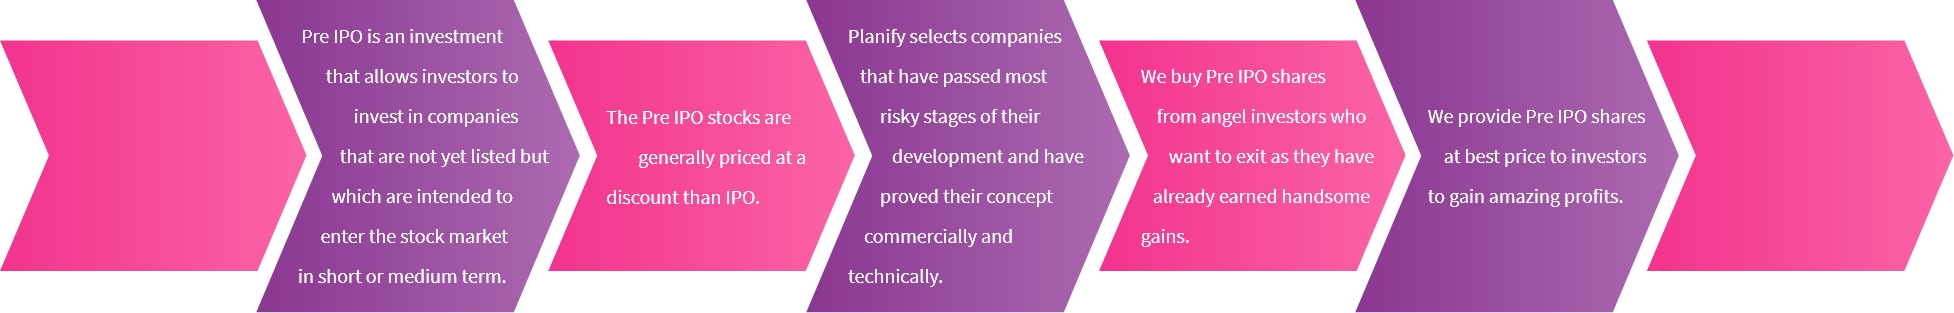 Pre IPO is an investment
that allows investors to
invest in companies
that are not yet listed but
which are intended to
enter the stock market
in short or medium term.
The Pre IPO stocks are
generally priced at a
discount than IPO.
Planify selects companies
that have passed most
risky stages of their
development and have
proved their concept
commercially and
technically.
We buy Pre IPO shares
from angel investors who
want to exit as they have
already earned handsome
gains.
We provide Pre IPO shares
at best price to investors
to gain amazing profits.